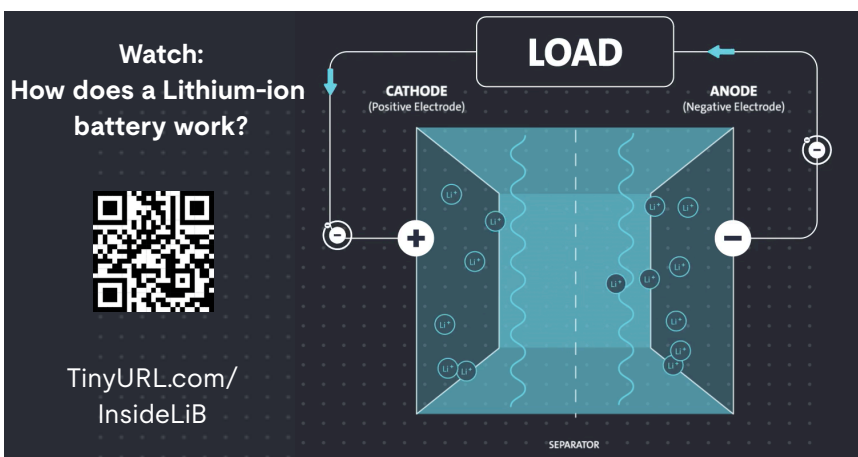 Watch:
How does a Lithium-ion
battery work?
TinyURL.com/
InsideLiB
LOAD
CATHODE
(Positive Electrode)
ANODE
(Negative Electrode)
+
−
-
-
Li⁺
Li⁺
Li⁺
Li⁺
Li⁺
Li⁺
Li⁺
Li⁺
Li⁺
Li⁺
Li⁺
Li⁺
Li⁺
Li⁺
SEPARATOR